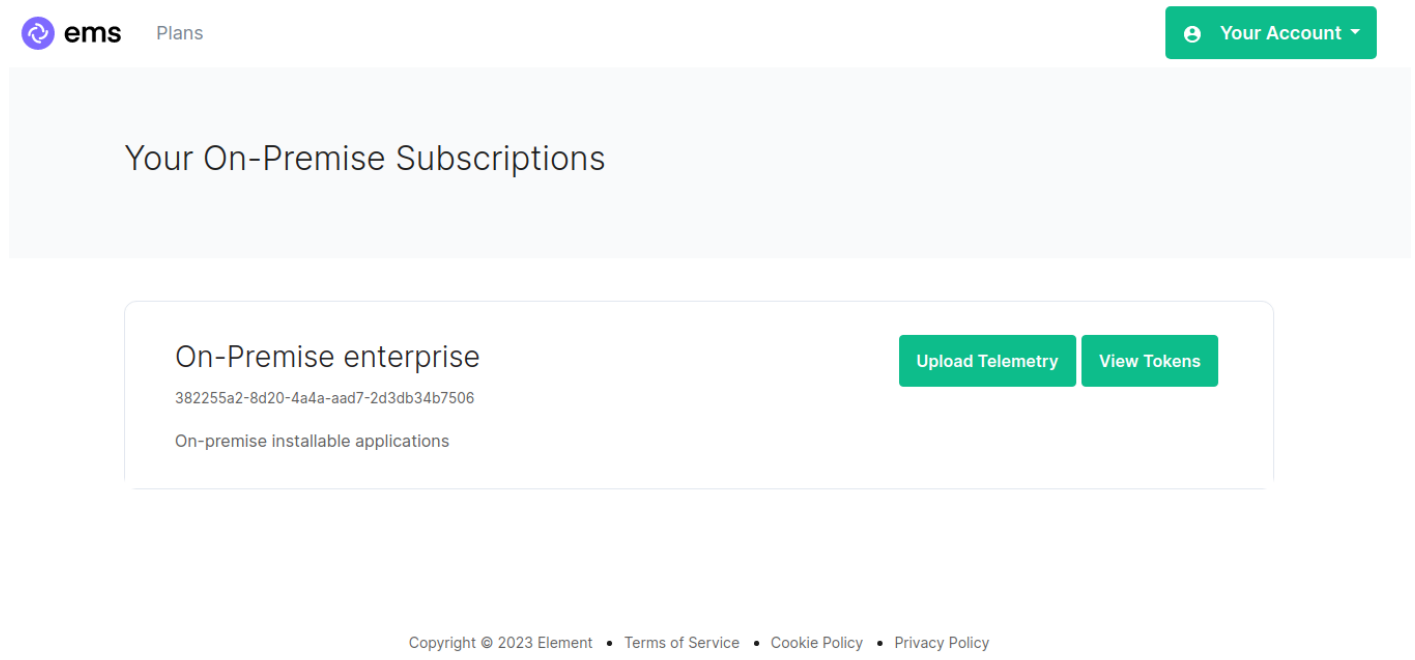 ems Plans Your Account
Your On-Premise Subscriptions
On-Premise enterprise
Upload Telemetry View Tokens
382255a2-8d20-4a4a-aad7-2d3db34b7506
On-premise installable applications
Copyright © 2023 Element • Terms of Service • Cookie Policy • Privacy Policy